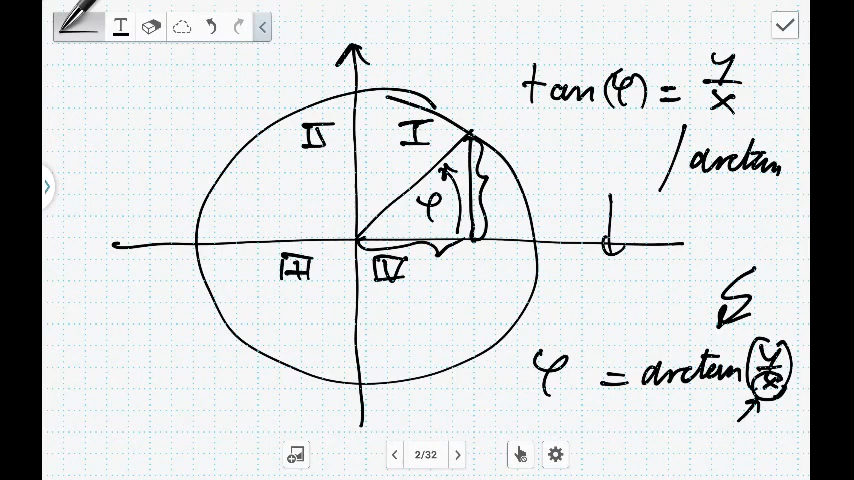 T
tan(φ) = y/x
/ arctan
II I
φ
III IV
φ = arctan(y/x)
2/32